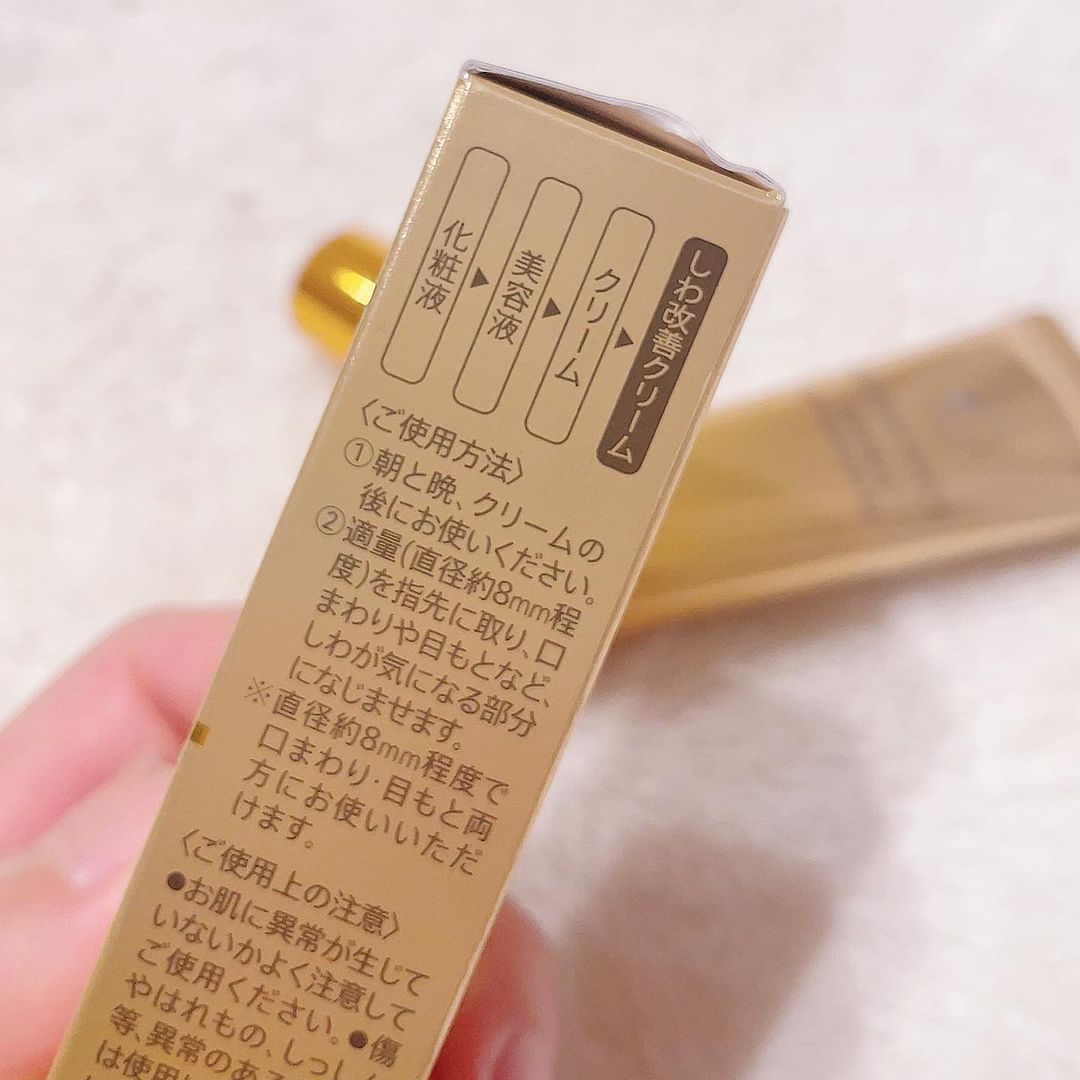 化粧液
▶
美容液
▶
クリーム
▶
しわ改善クリーム
〈ご使用方法〉
①朝と晩、クリームの
後にお使いください。
②適量(直径約8mm程
度)を指先に取り、口
まわりや目もとなど、
しわが気になる部分
になじませます。
※直径約8mm程度で
口まわり・目もと両
方にお使いいただ
けます。
〈ご使用上の注意〉
●お肌に異常が生じて
いないかよく注意して
ご使用ください。●傷
やはれもの、しっしん
等、異常のある
は使用